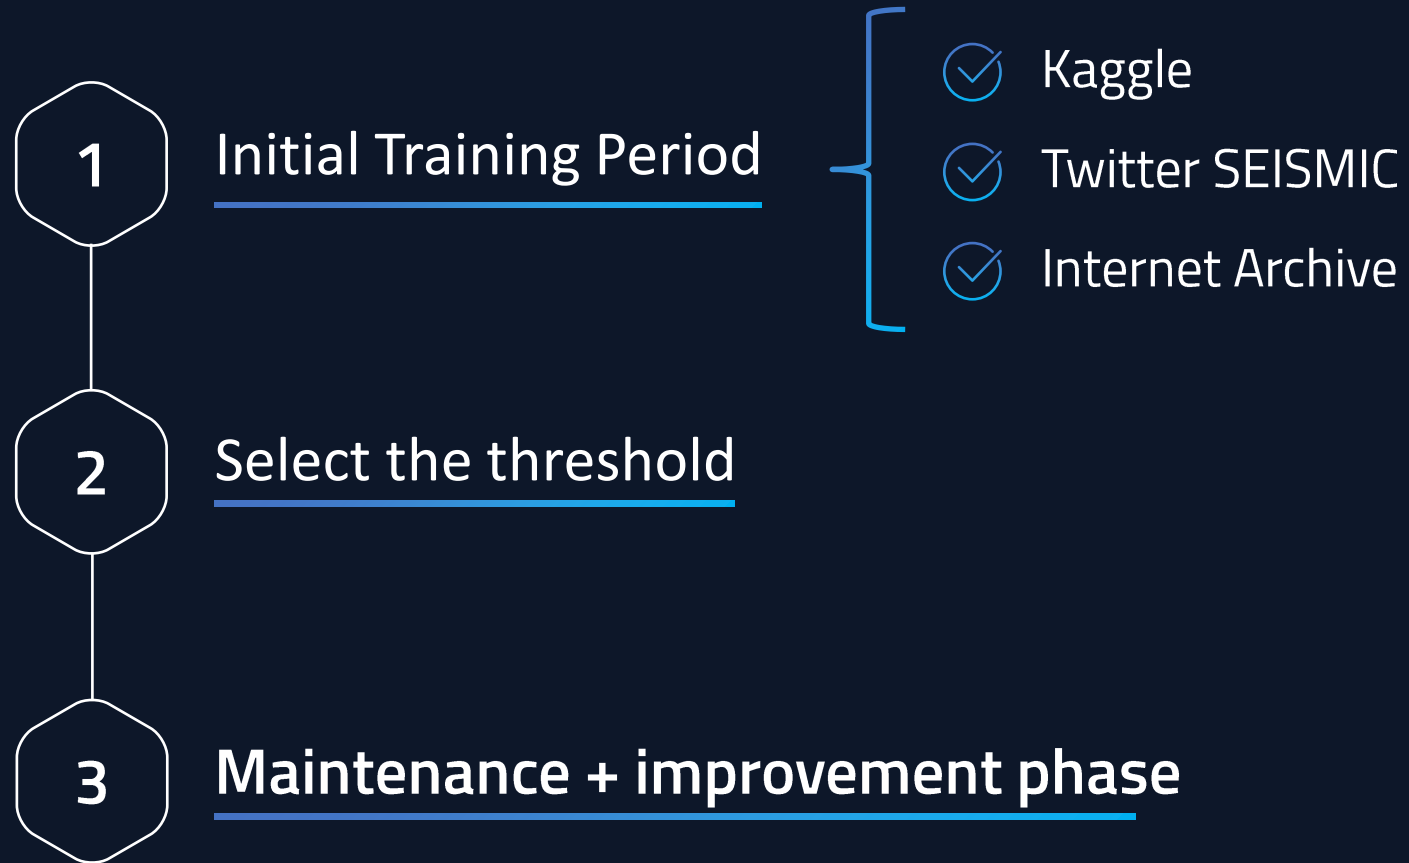 1
Initial Training Period
Kaggle
Twitter SEISMIC
Internet Archive
2
Select the threshold
3
Maintenance + improvement phase